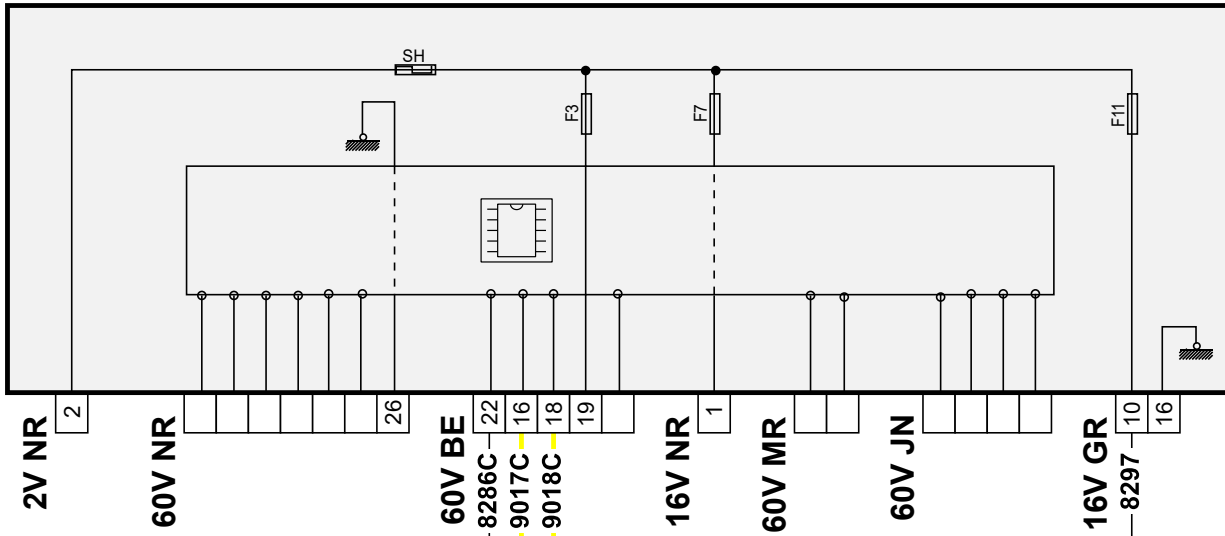 SH
F3
F7
F11
2V NR
2
60V NR
26
60V BE
22
16
18
19
8286C
9017C
9018C
16V NR
1
60V MR
60V JN
16V GR
10
16
8297